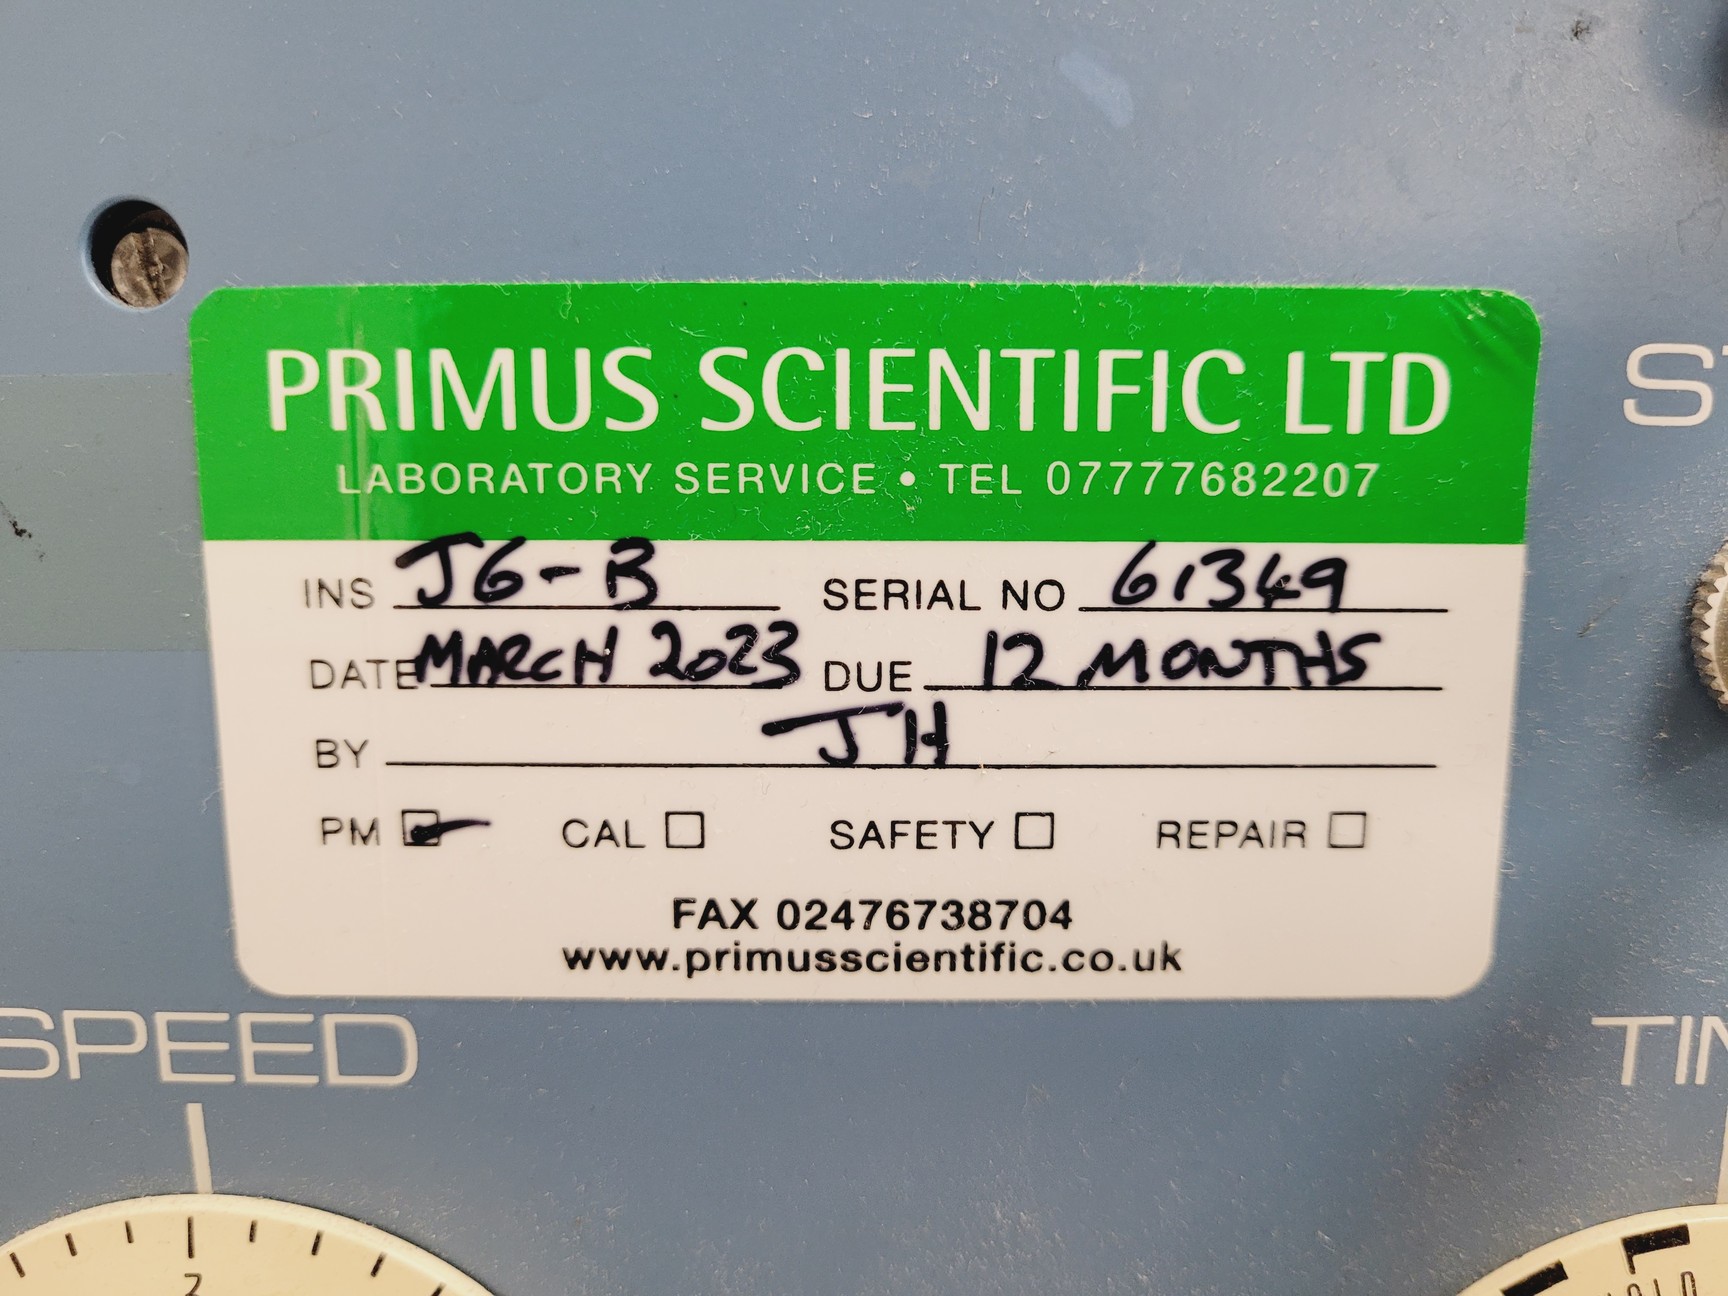 PRIMUS SCIENTIFIC LTD
LABORATORY SERVICE • TEL 07777682207
INS J6-B SERIAL NO 61349
DATE MARCH 2023 DUE 12 MONTHS
BY JH
PM CAL SAFETY REPAIR
FAX 02476738704
www.primusscientific.co.uk
SPEED
2